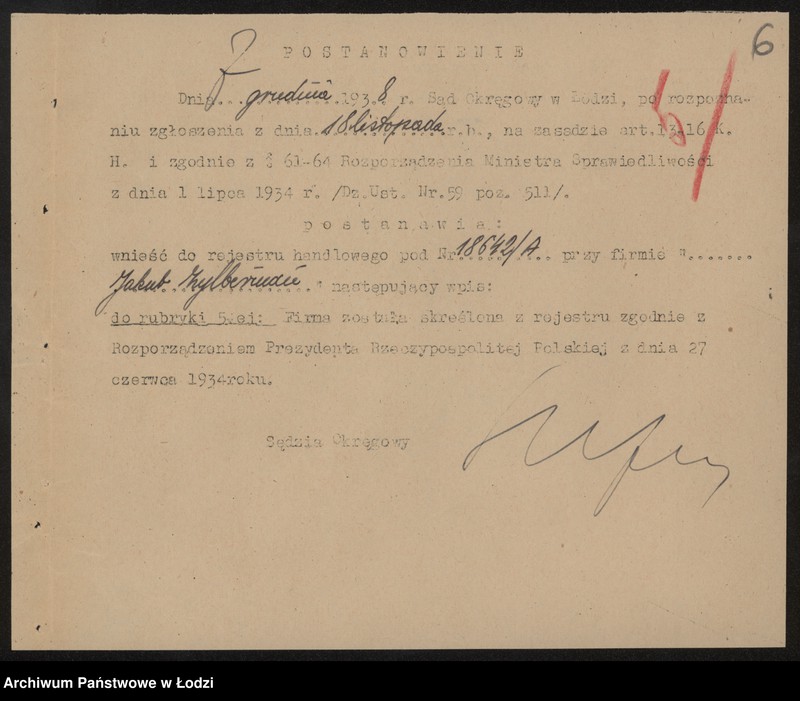 6
5/
POSTANOWIENIE
Dnia 7 grudnia 1938 r. Sąd Okręgowy w Łodzi, po rozpozna-
niu zgłoszenia z dnia 18 listopada r.b., na zasadzie art.13,16 K.
H. i zgodnie z § 61-64 Rozporządzenia Ministra Sprawiedliwości
z dnia 1 lipca 1934 r. /Dz.Ust. Nr.59 poz. 511/.
postanawia:
wnieść do rejestru handlowego pod Nr 18642/A przy firmie "........
Jakub " następujący wpis:
do rubryki 5-ej: Firma została skreślona z rejestru zgodnie z
Rozporządzeniem Prezydenta Rzeczypospolitej Polskiej z dnia 27
czerwca 1934roku.
Sędzia Okręgowy
Archiwum Państwowe w Łodzi